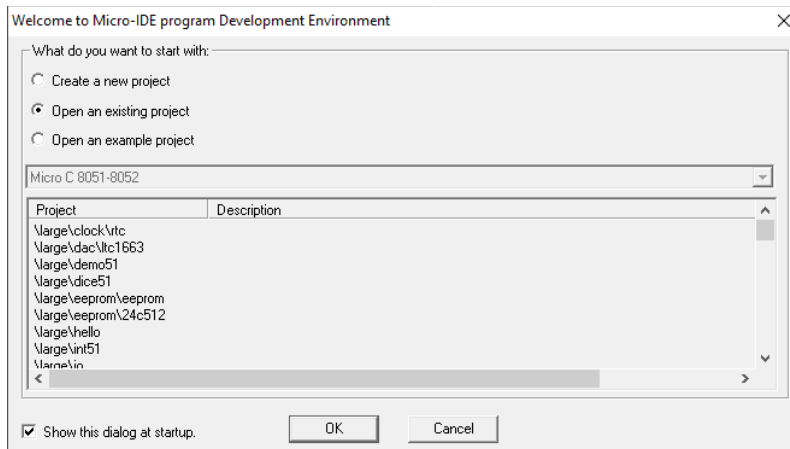 Welcome to Micro-IDE program Development Environment
What do you want to start with:
Create a new project
Open an existing project
Open an example project
Micro C 8051-8052
Project Description
\large\clock\rtc
\large\dac\ltc1663
\large\demo51
\large\dice51
\large\eeprom\eeprom
\large\eeprom\24c512
\large\hello
\large\int51
\large\io
Show this dialog at startup.
OK
Cancel